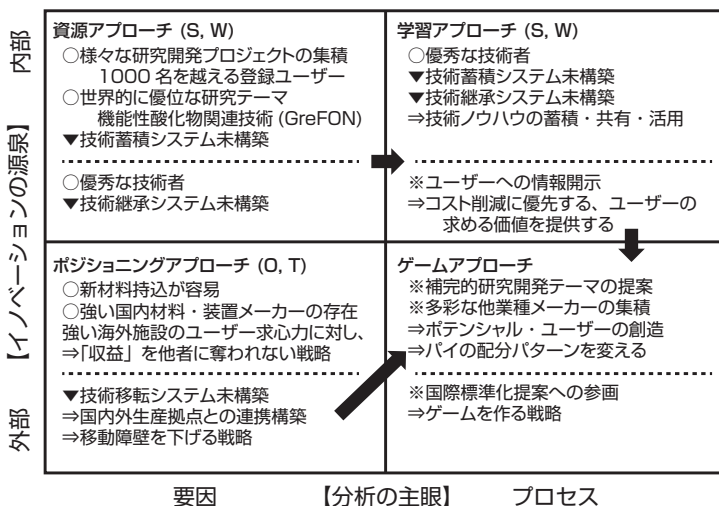 内部
【イノベーションの源泉】
外部
資源アプローチ (S, W)
○様々な研究開発プロジェクトの集積
1000 名を越える登録ユーザー
○世界的に優位な研究テーマ
機能性酸化物関連技術 (GreFON)
▼技術蓄積システム未構築
○優秀な技術者
▼技術継承システム未構築
学習アプローチ (S, W)
○優秀な技術者
▼技術蓄積システム未構築
▼技術継承システム未構築
⇒技術ノウハウの蓄積・共有・活用
※ユーザーへの情報開示
⇒コスト削減に優先する、ユーザーの
求める価値を提供する
ポジショニングアプローチ (O, T)
○新材料持込が容易
○強い国内材料・装置メーカーの存在
強い海外施設のユーザー求心力に対し、
⇒「収益」を他者に奪われない戦略
▼技術移転システム未構築
⇒国内外生産拠点との連携構築
⇒移動障壁を下げる戦略
ゲームアプローチ
※補完的研究開発テーマの提案
※多彩な他業種メーカーの集積
⇒ポテンシャル・ユーザーの創造
⇒パイの配分パターンを変える
※国際標準化提案への参画
⇒ゲームを作る戦略
要因 【分析の主眼】 プロセス